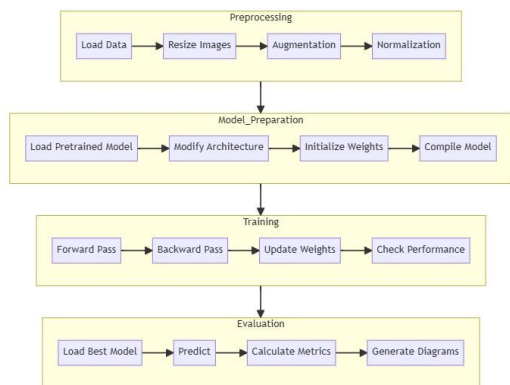 Preprocessing
Load Data
Resize Images
Augmentation
Normalization
Model_Preparation
Load Pretrained Model
Modify Architecture
Initialize Weights
Compile Model
Training
Forward Pass
Backward Pass
Update Weights
Check Performance
Evaluation
Load Best Model
Predict
Calculate Metrics
Generate Diagrams